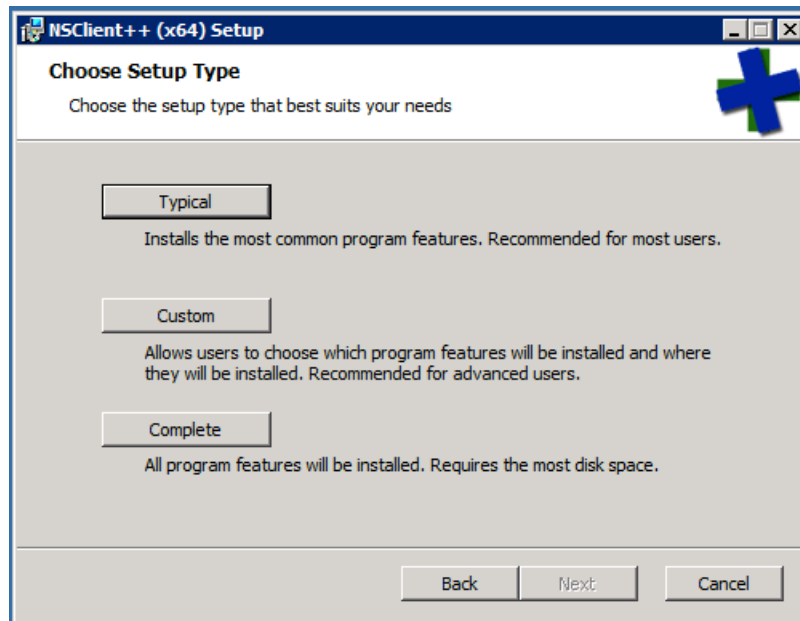 NSClient++ (x64) Setup
Choose Setup Type
Choose the setup type that best suits your needs
Typical
Installs the most common program features. Recommended for most users.
Custom
Allows users to choose which program features will be installed and where
they will be installed. Recommended for advanced users.
Complete
All program features will be installed. Requires the most disk space.
Back Next Cancel